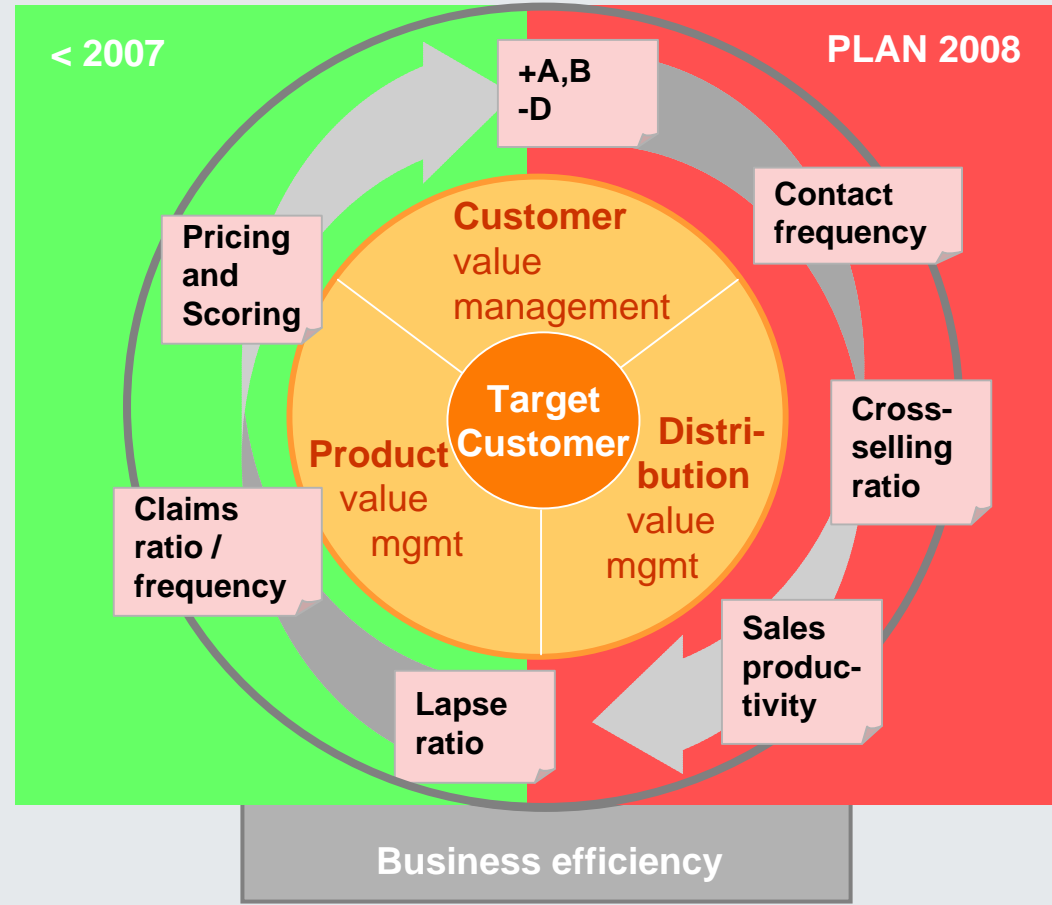 < 2007
PLAN 2008
+A,B
-D
Contact
frequency
Pricing
and
Scoring
Customer
value
management
Target
Customer
Cross-
selling
ratio
Distri-
bution
value
mgmt
Product
value
mgmt
Claims
ratio /
frequency
Sales
produc-
tivity
Lapse
ratio
Business efficiency